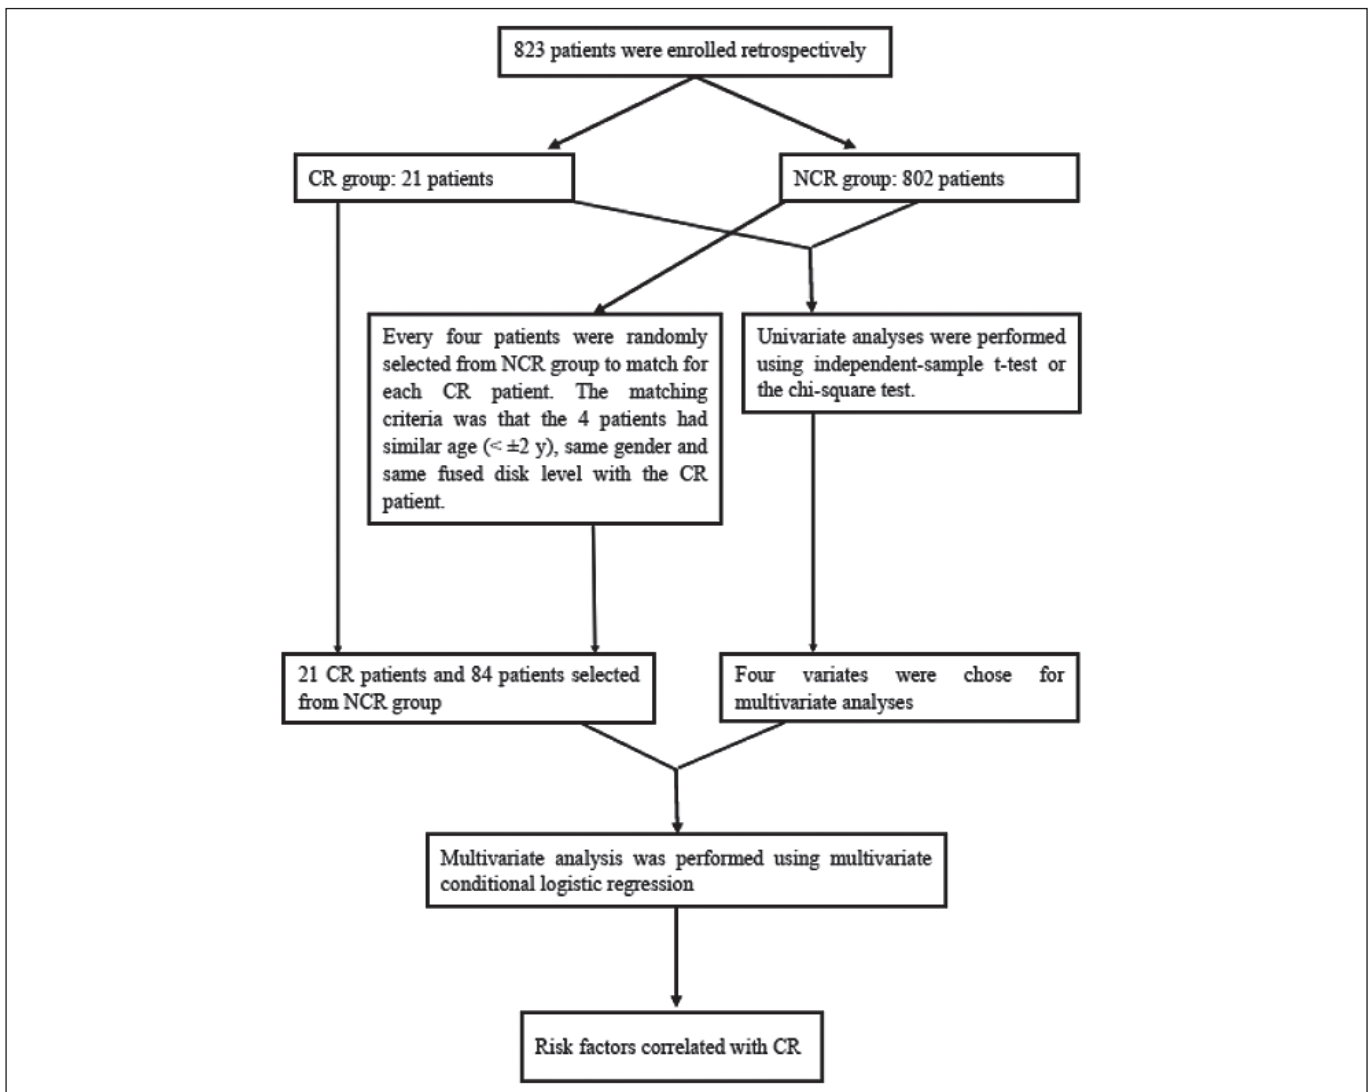 823 patients were enrolled retrospectively
CR group: 21 patients
NCR group: 802 patients
Every four patients were randomly
selected from NCR group to match for
each CR patient. The matching
criteria was that the 4 patients had
similar age (< ±2 y), same gender and
same fused disk level with the CR
patient.
Univariate analyses were performed
using independent-sample t-test or
the chi-square test.
21 CR patients and 84 patients selected
from NCR group
Four variates were chose for
multivariate analyses
Multivariate analysis was performed using multivariate
conditional logistic regression
Risk factors correlated with CR